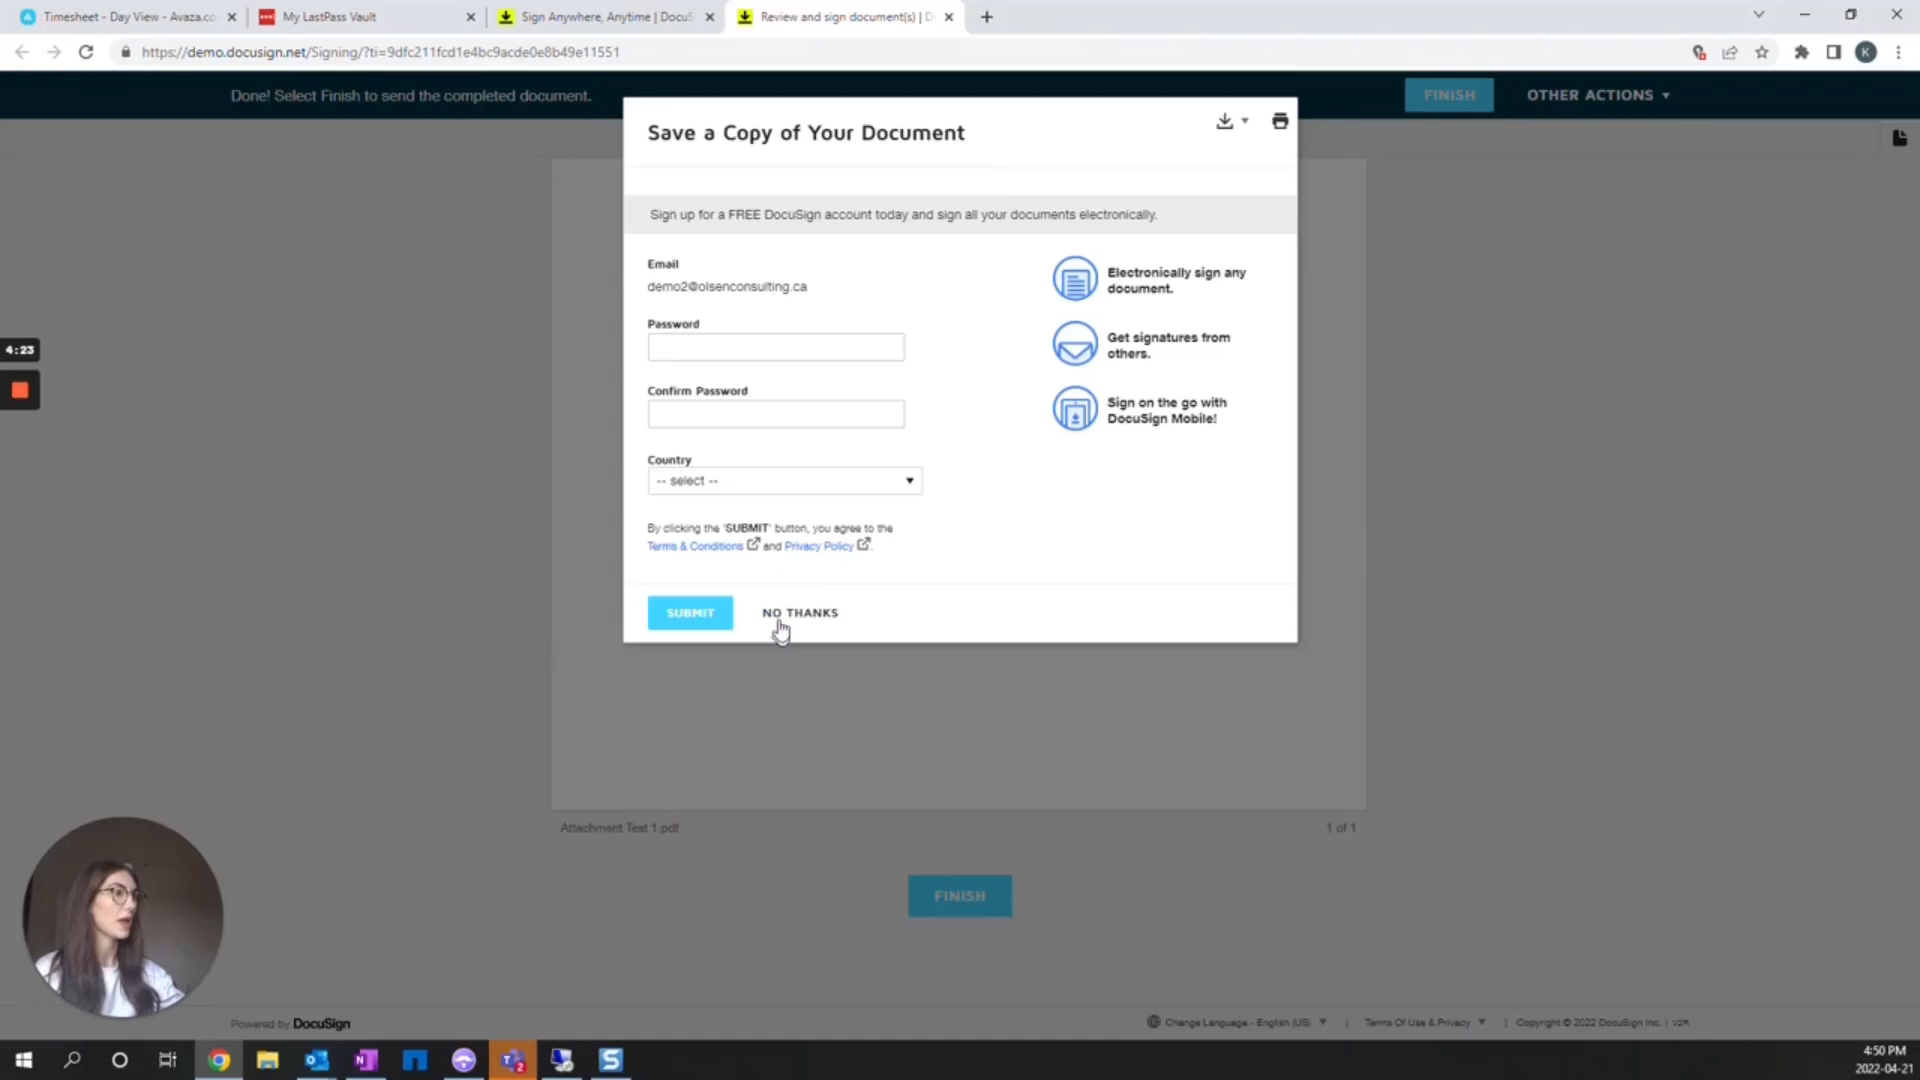 Timesheet - Day View - Avaza.co
My LastPass Vault
Sign Anywhere, Anytime | DocuS
Review and sign document(s) | D
https://demo.docusign.net/Signing/?ti=9dfc211fcd1e4bc9acde0e8b49e11551
K
Done! Select Finish to send the completed document.
FINISH
OTHER ACTIONS
Save a Copy of Your Document
Sign up for a FREE DocuSign account today and sign all your documents electronically.
Email
demo2@olsenconsulting.ca
Password
Confirm Password
Country
-- select --
By clicking the 'SUBMIT' button, you agree to the
Terms & Conditions and Privacy Policy.
Electronically sign any
document.
Get signatures from
others.
Sign on the go with
DocuSign Mobile!
SUBMIT
NO THANKS
4:23
Attachment Test 1.pdf
1 of 1
FINISH
Powered by DocuSign
Change Language - English (US)
|
Terms Of Use & Privacy
|
Copyright © 2022 DocuSign Inc. | V2R
4:50 PM
2022-04-21